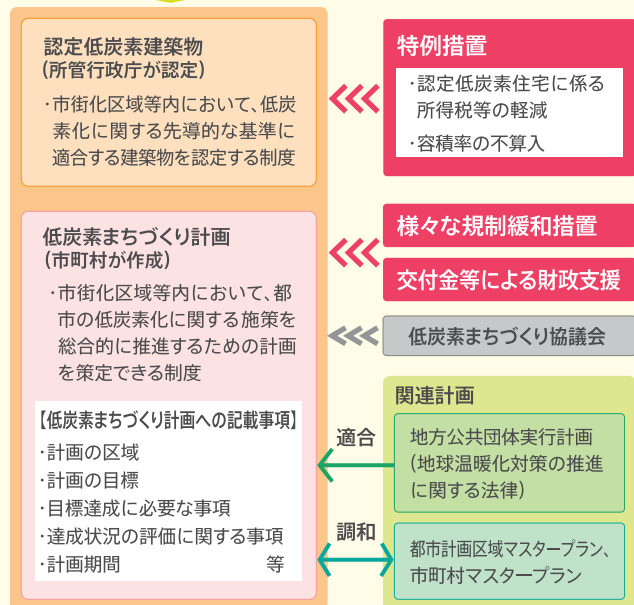 認定低炭素建築物
(所管行政庁が認定)
・市街化区域等内において、低炭
素化に関する先導的な基準に
適合する建築物を認定する制度
特例措置
・認定低炭素住宅に係る
所得税等の軽減
・容積率の不算入
低炭素まちづくり計画
(市町村が作成)
・市街化区域等内において、都
市の低炭素化に関する施策を
総合的に推進するための計画
を策定できる制度
様々な規制緩和措置
交付金等による財政支援
低炭素まちづくり協議会
【低炭素まちづくり計画への記載事項】
・計画の区域
・計画の目標
・目標達成に必要な事項
・達成状況の評価に関する事項
・計画期間 等
関連計画
適合
地方公共団体実行計画
(地球温暖化対策の推進
に関する法律)
調和
都市計画区域マスタープラン、
市町村マスタープラン